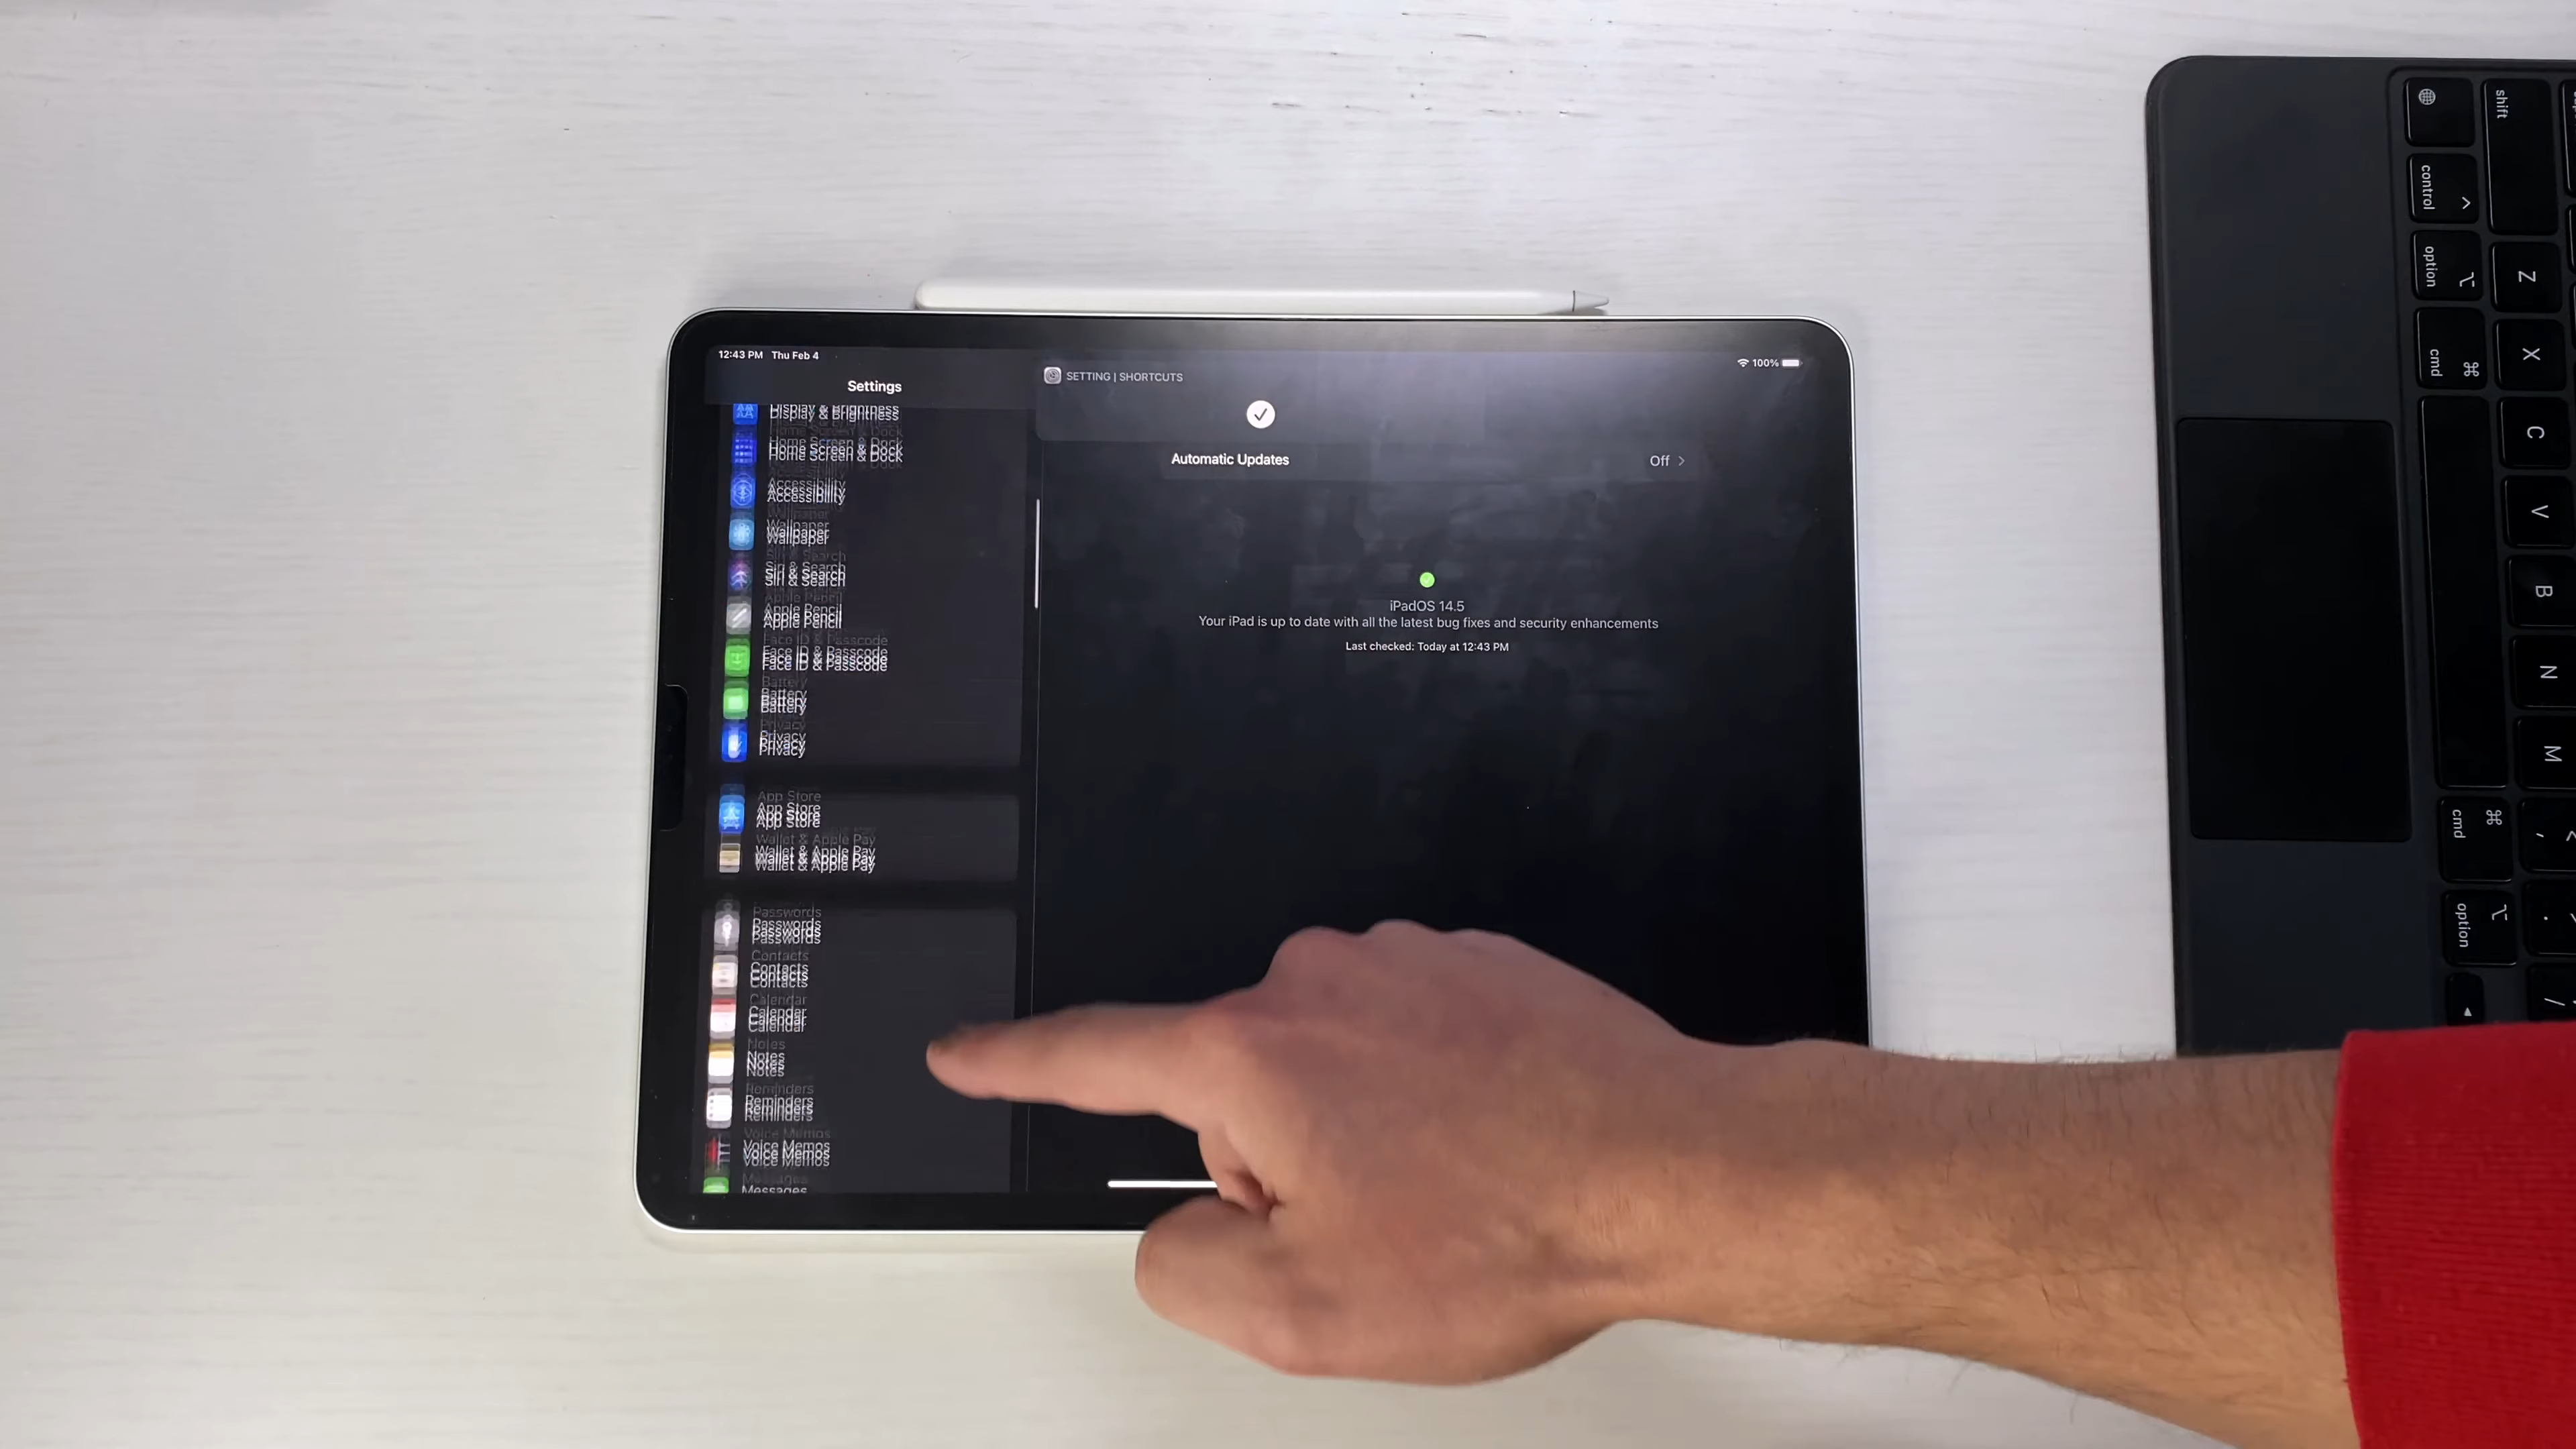 12:43 PM Thu Feb 4
100%
Settings
SETTING | SHORTCUTS
Display & Brightness
Home Screen & Dock
Accessibility
Wallpaper
Siri & Search
Apple Pencil
Face ID & Passcode
Battery
Privacy
App Store
Wallet & Apple Pay
Passwords
Contacts
Calendar
Notes
Reminders
Voice Memos
Messages
Automatic Updates
Off >
iPadOS 14.5
Your iPad is up to date with all the latest bug fixes and security enhancements
Last checked: Today at 12:43 PM
shift
control
option
cmd ⌘
Z
X
C
V
B
N
M
cmd ⌘
option